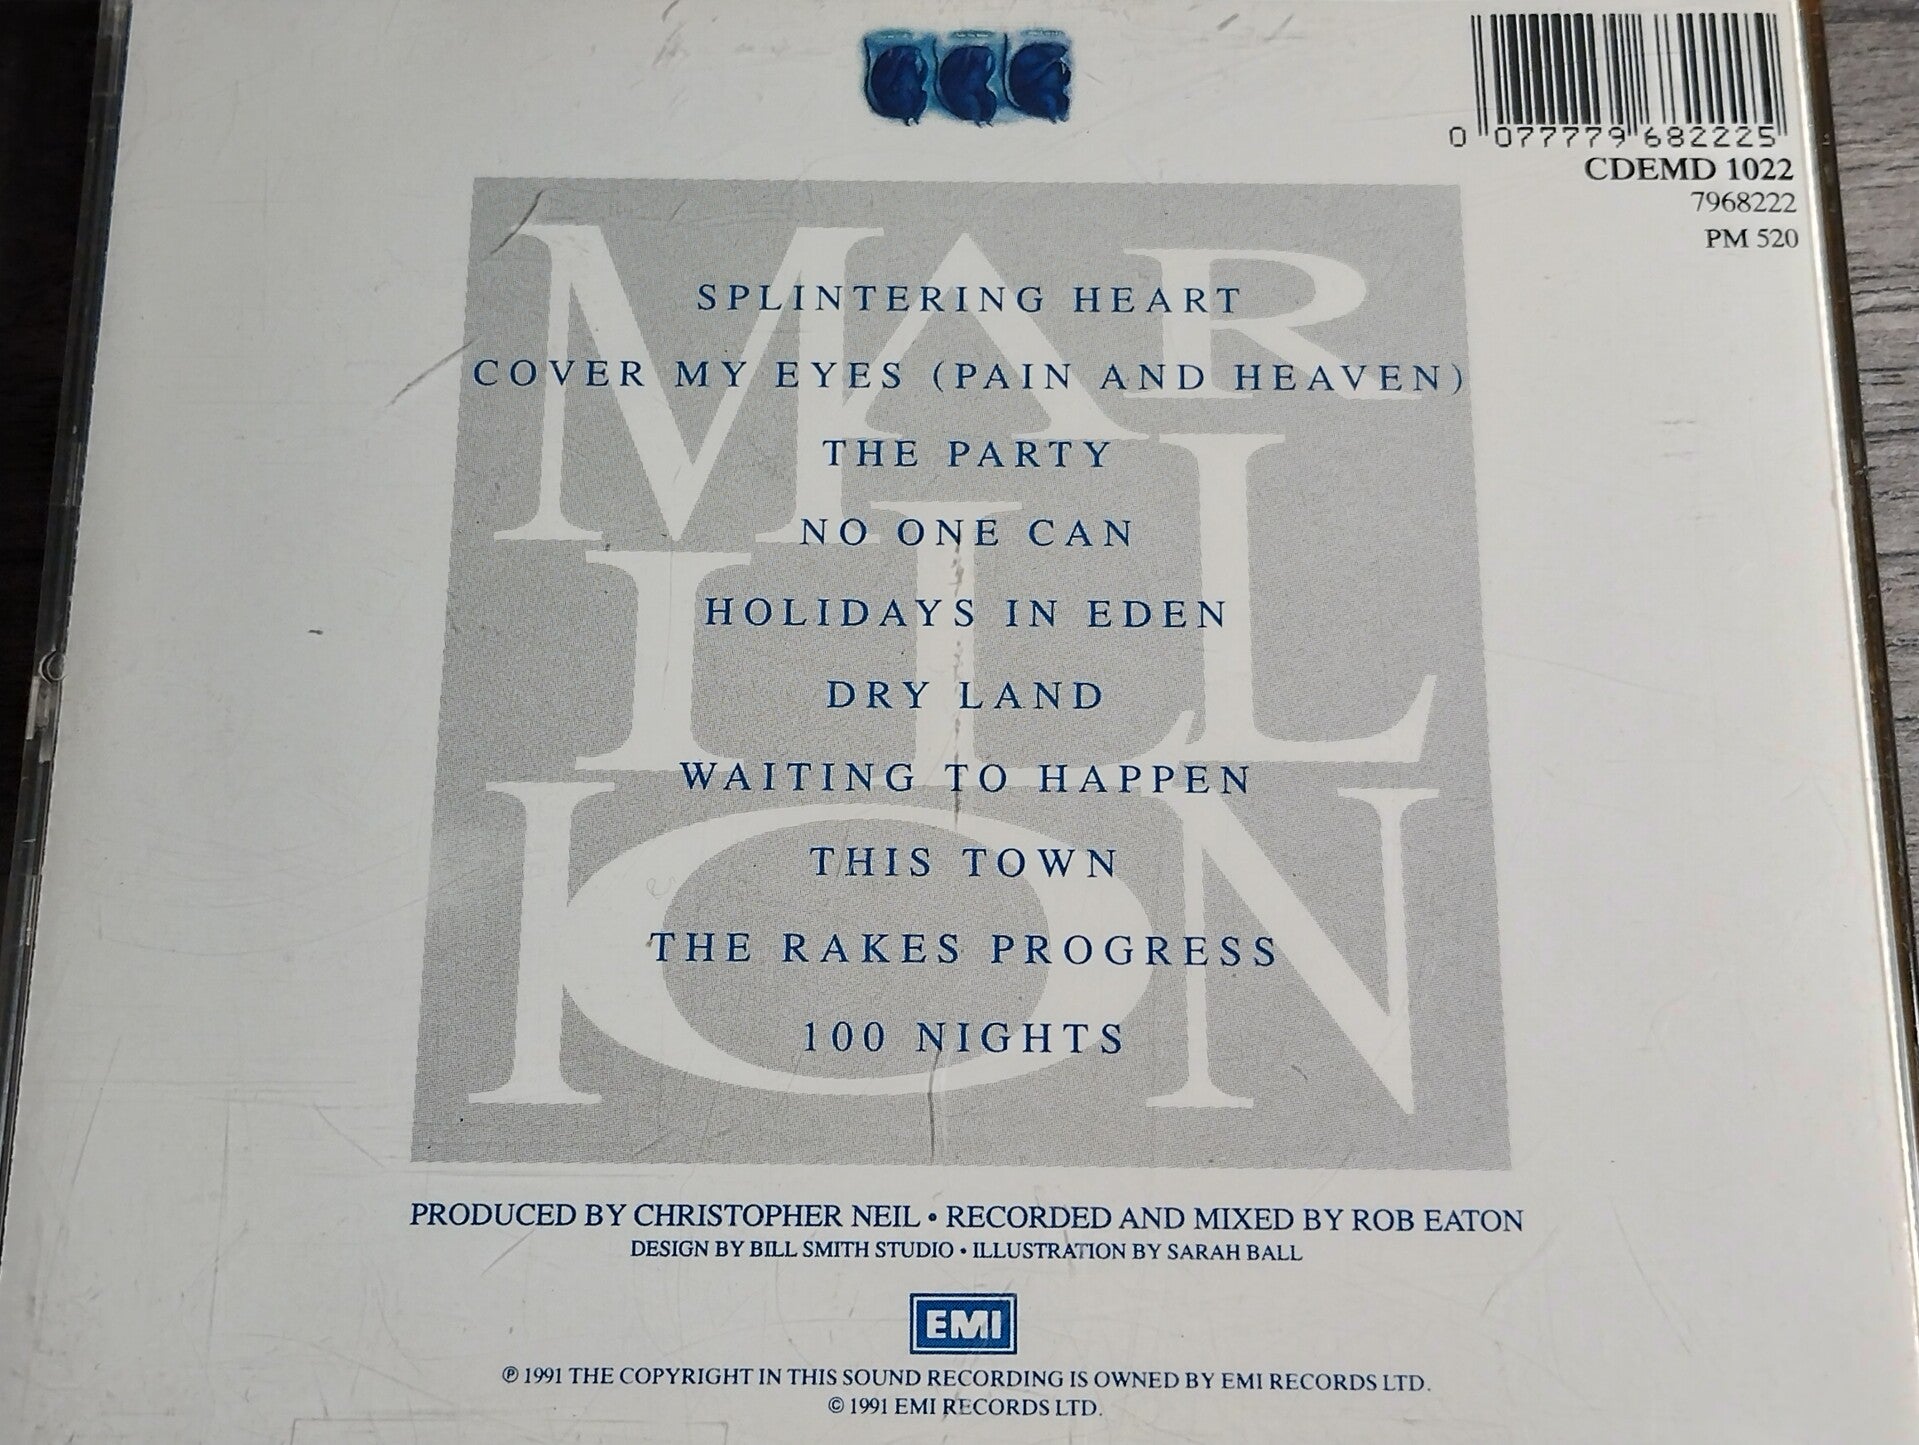 0 077779 682225
CDEMD 1022
7968222
PM 520
MAR
ILL
ION
SPLINTERING HEART
COVER MY EYES (PAIN AND HEAVEN)
THE PARTY
NO ONE CAN
HOLIDAYS IN EDEN
DRY LAND
WAITING TO HAPPEN
THIS TOWN
THE RAKES PROGRESS
100 NIGHTS
PRODUCED BY CHRISTOPHER NEIL • RECORDED AND MIXED BY ROB EATON
DESIGN BY BILL SMITH STUDIO • ILLUSTRATION BY SARAH BALL
EMI
℗ 1991 THE COPYRIGHT IN THIS SOUND RECORDING IS OWNED BY EMI RECORDS LTD.
© 1991 EMI RECORDS LTD.